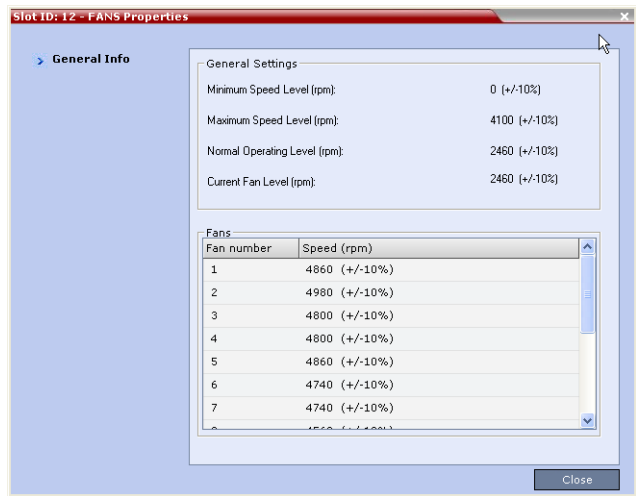 Slot ID: 12 - FANS Properties
General Info
General Settings
Minimum Speed Level (rpm): 0 (+/-10%)
Maximum Speed Level (rpm): 4100 (+/-10%)
Normal Operating Level (rpm): 2460 (+/-10%)
Current Fan Level (rpm): 2460 (+/-10%)
Fans
Fan number Speed (rpm)
1 4860 (+/-10%)
2 4980 (+/-10%)
3 4800 (+/-10%)
4 4800 (+/-10%)
5 4860 (+/-10%)
6 4740 (+/-10%)
7 4740 (+/-10%)
Close